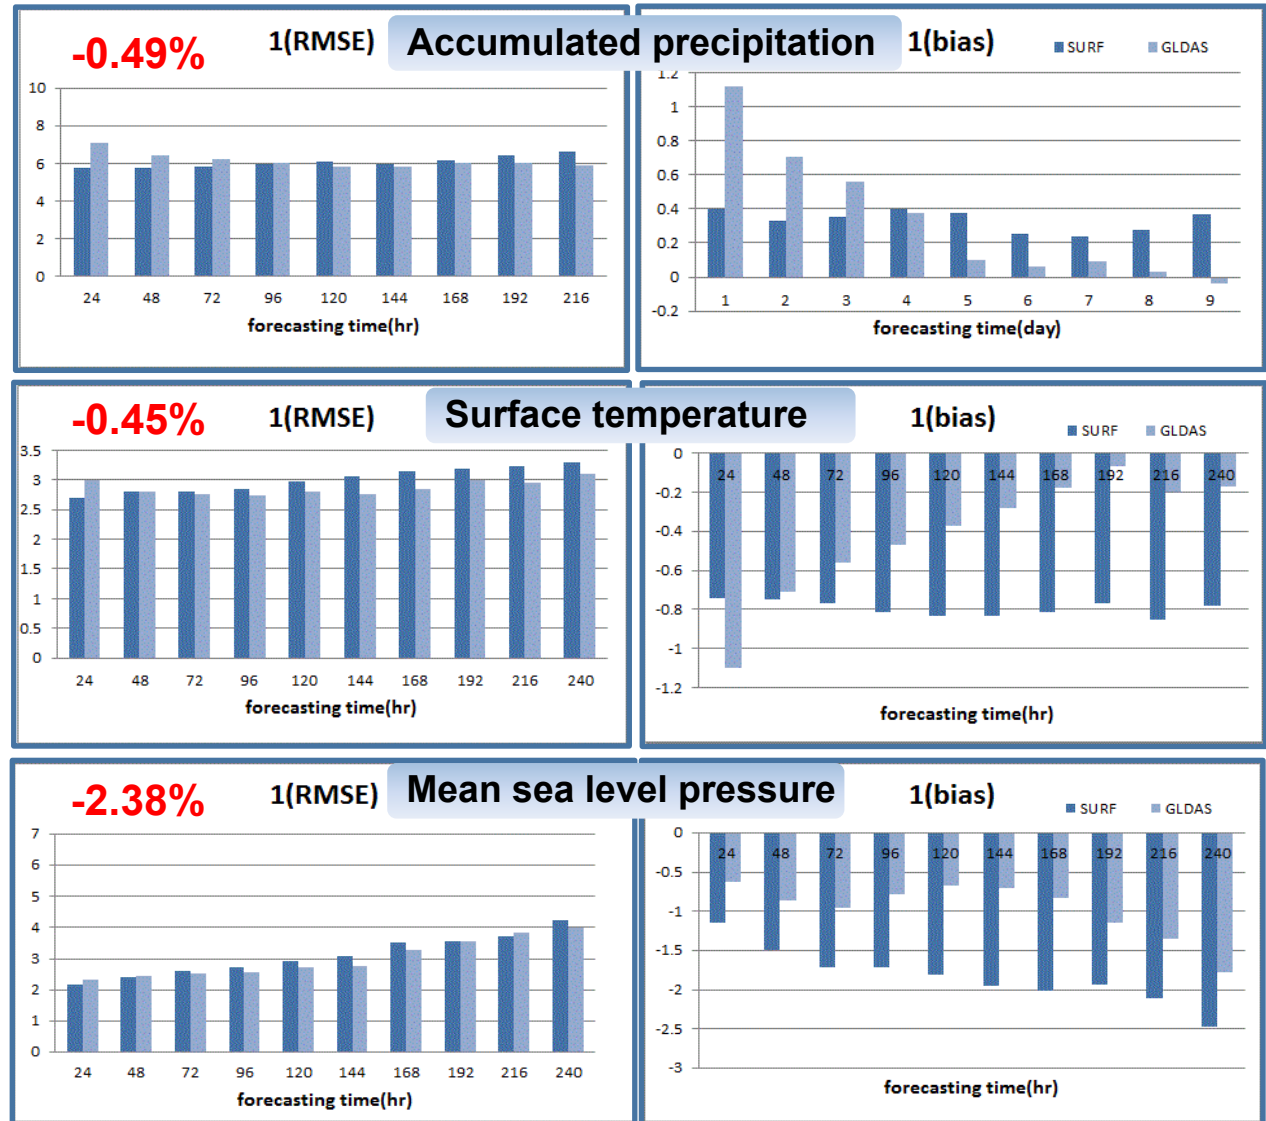 Accumulated precipitation
-0.49%
1(RMSE)
10
8
6
4
2
0
24 48 72 96 120 144 168 192 216
forecasting time(hr)
1(bias)
SURF GLDAS
1.2
1
0.8
0.6
0.4
0.2
0
-0.2
1 2 3 4 5 6 7 8 9
forecasting time(day)
Surface temperature
-0.45%
1(RMSE)
3.5
3
2.5
2
1.5
1
0.5
0
24 48 72 96 120 144 168 192 216 240
forecasting time(hr)
1(bias)
SURF GLDAS
0
24 48 72 96 120 144 168 192 216 240
-0.2
-0.4
-0.6
-0.8
-1
-1.2
forecasting time(hr)
Mean sea level pressure
-2.38%
1(RMSE)
7
6
5
4
3
2
1
0
24 48 72 96 120 144 168 192 216 240
forecasting time(hr)
1(bias)
SURF GLDAS
0
24 48 72 96 120 144 168 192 216 240
-0.5
-1
-1.5
-2
-2.5
-3
forecasting time(hr)